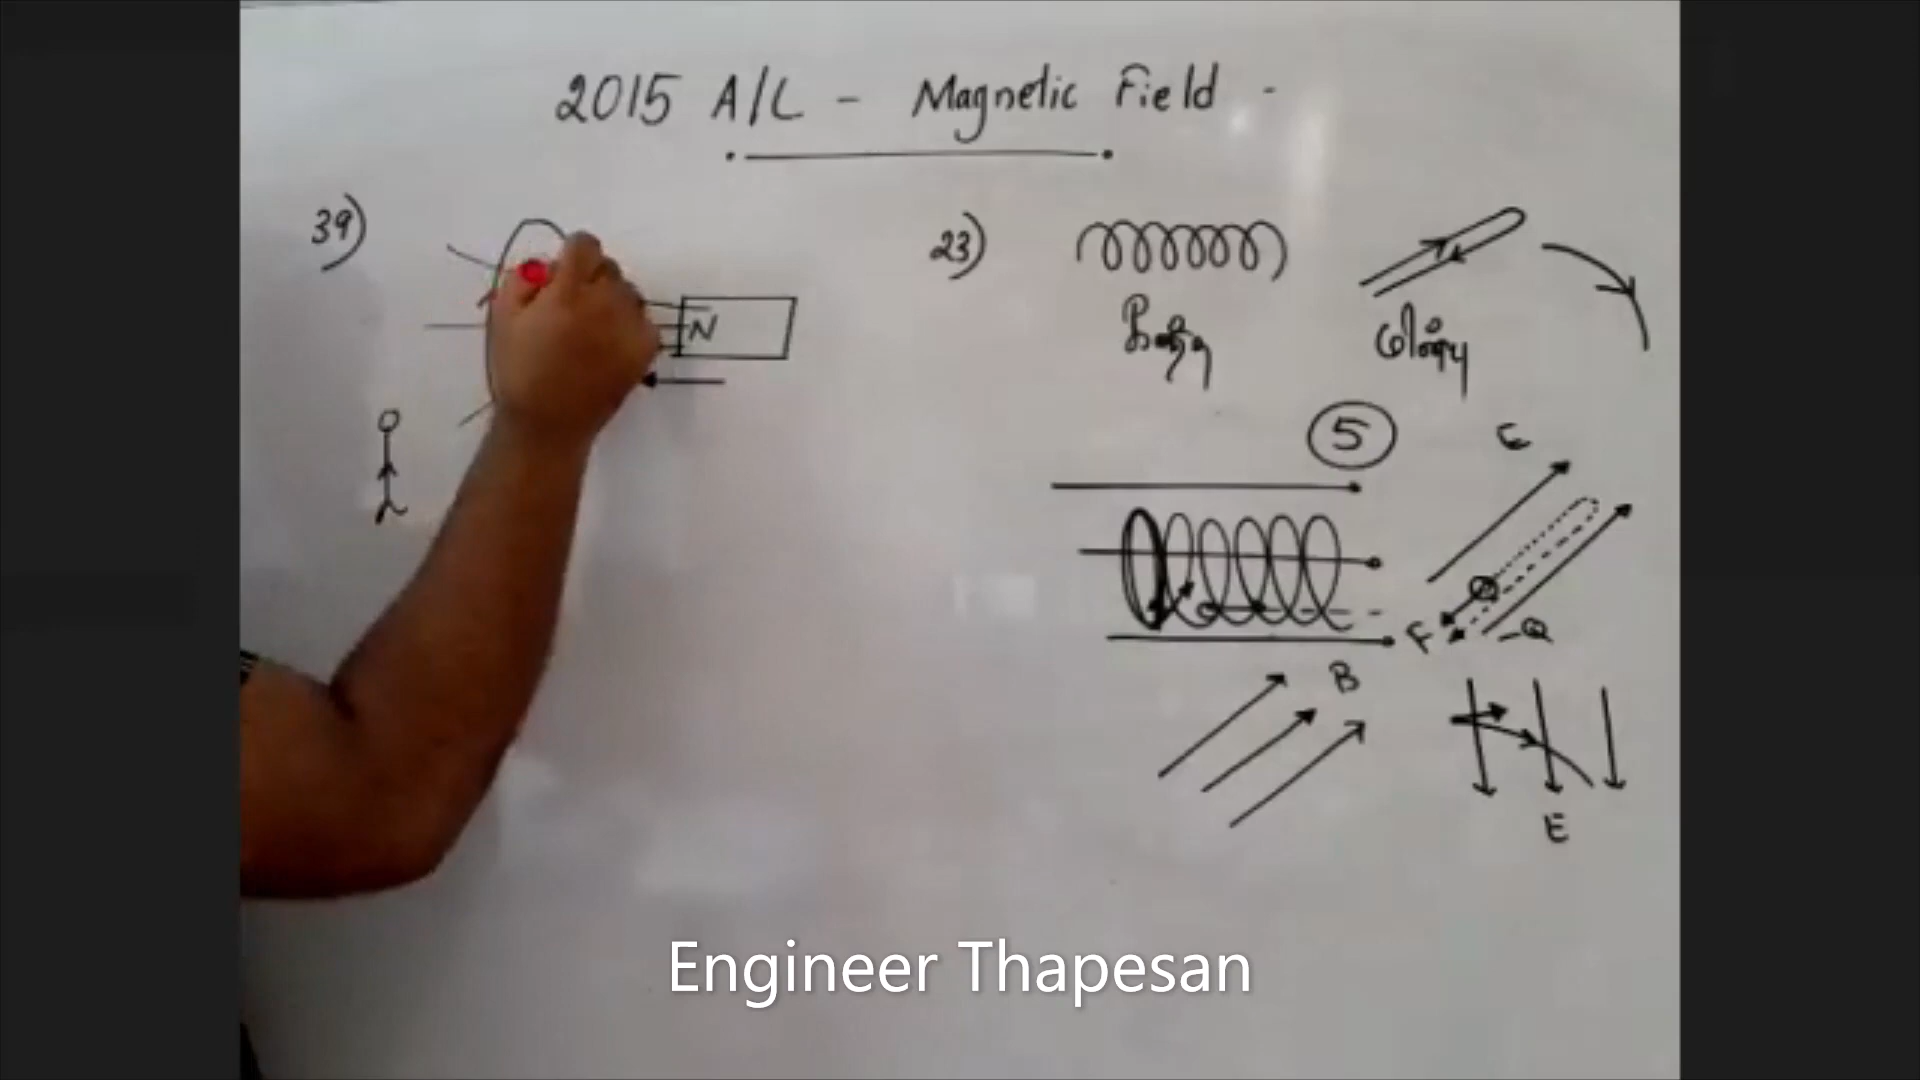 2015 A/L - Magnetic Field -
39)
N
23)
5
E
B
F
-Q
E
Engineer Thapesan